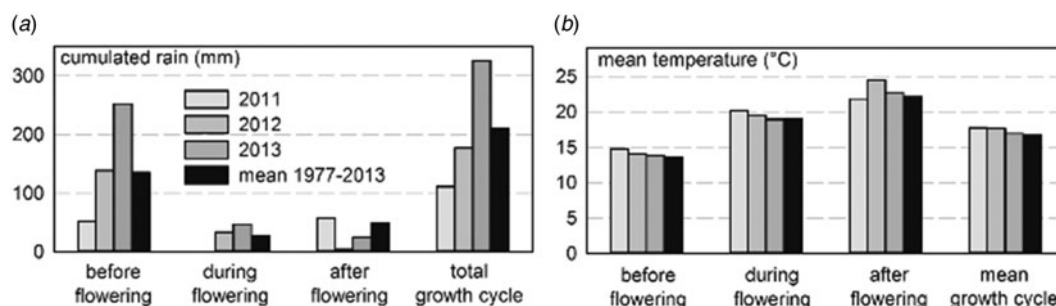 (a)
cumulated rain (mm)
300
200
100
0
2011
2012
2013
mean 1977-2013
before
flowering
during
flowering
after
flowering
total
growth cycle
(b)
mean temperature (°C)
25
20
15
10
5
0
before
flowering
during
flowering
after
flowering
mean
growth cycle